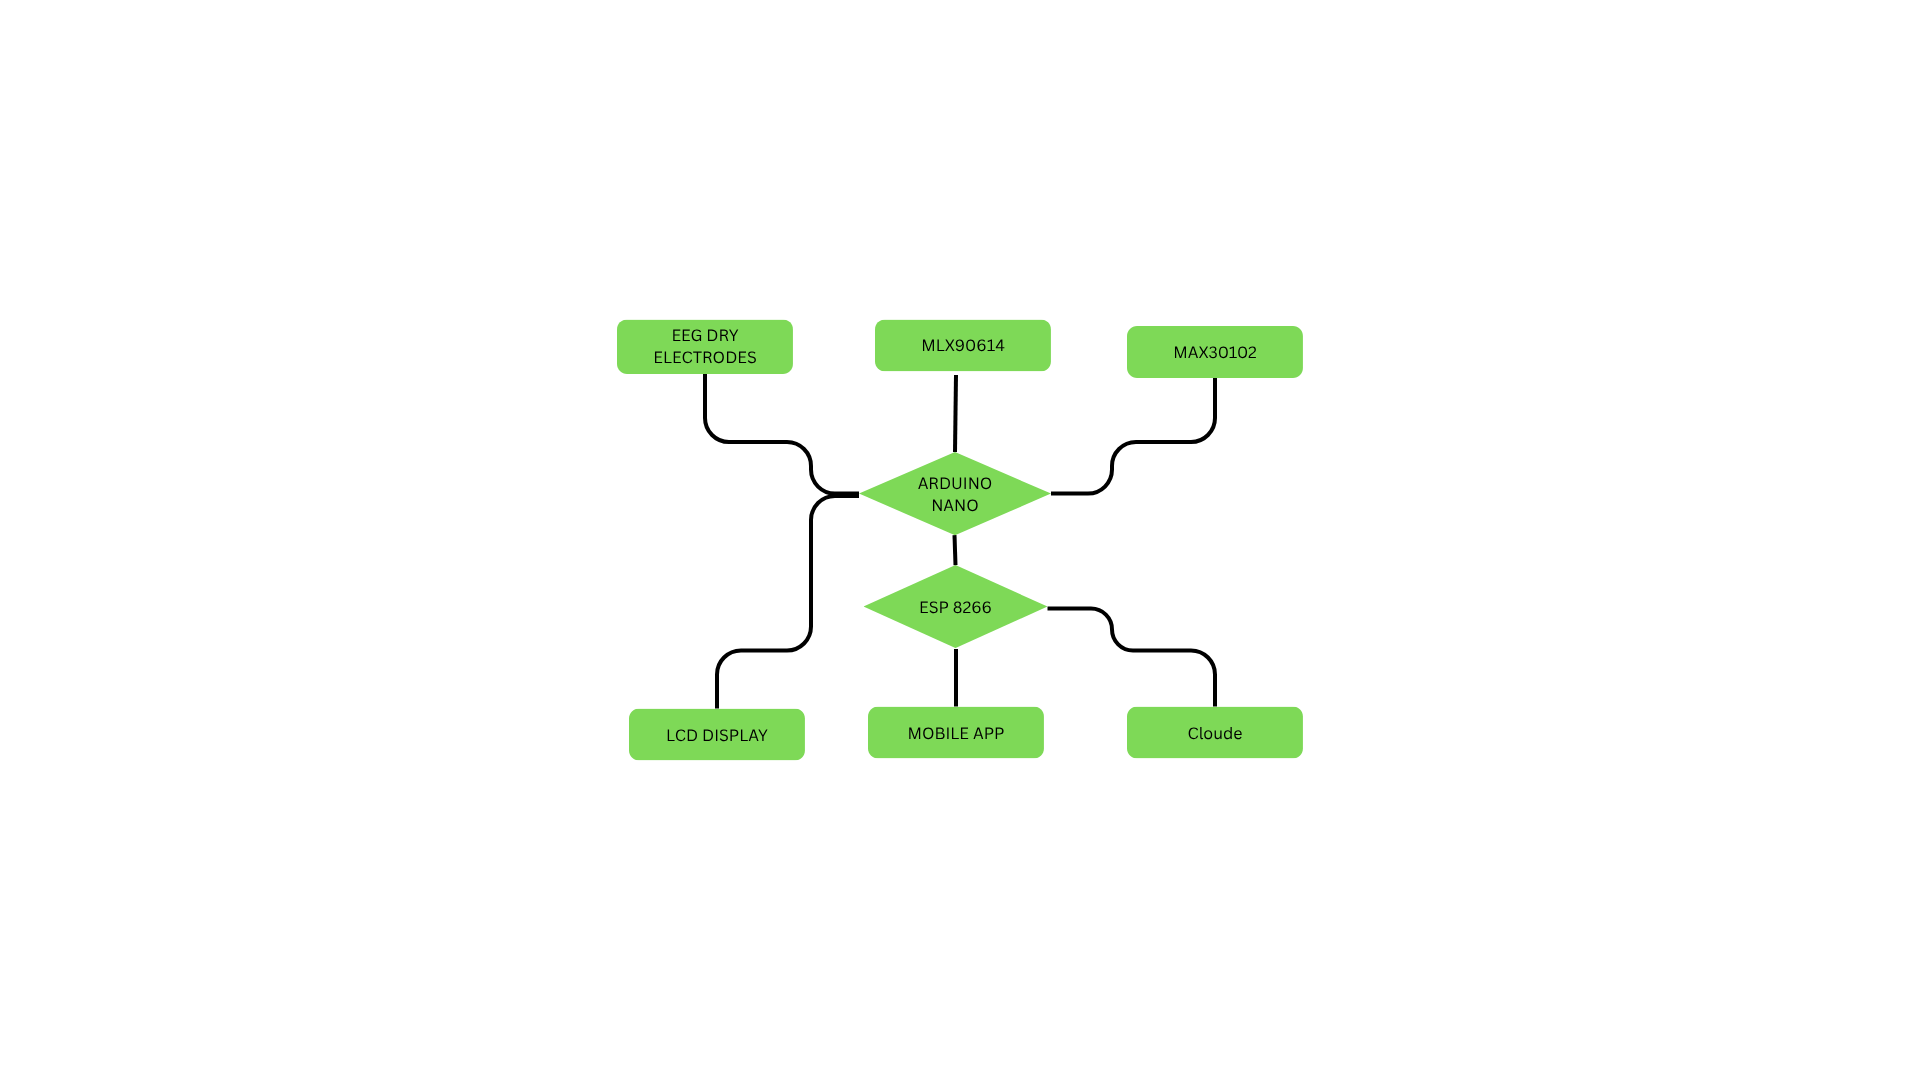 EEG DRY
ELECTRODES
MLX90614
MAX30102
ARDUINO
NANO
ESP 8266
LCD DISPLAY
MOBILE APP
Cloude